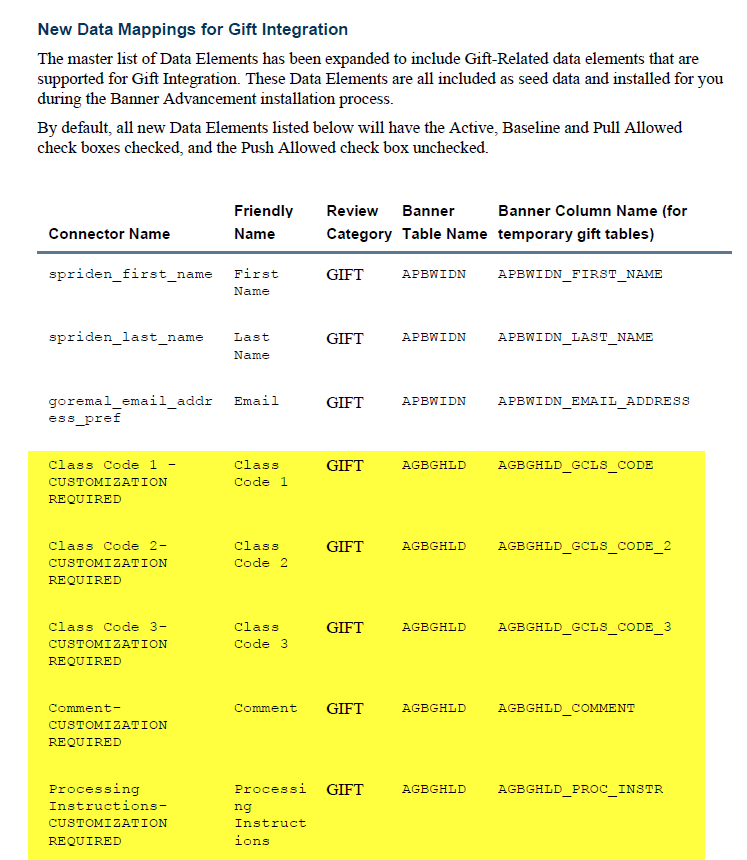 New Data Mappings for Gift Integration
The master list of Data Elements has been expanded to include Gift-Related data elements that are
supported for Gift Integration. These Data Elements are all included as seed data and installed for you
during the Banner Advancement installation process.
By default, all new Data Elements listed below will have the Active, Baseline and Pull Allowed
check boxes checked, and the Push Allowed check box unchecked.
Friendly Review Banner Banner Column Name (for
Connector Name Name Category Table Name temporary gift tables)
spriden_first_name First GIFT APBWIDN APBWIDN_FIRST_NAME
Name
spriden_last_name Last GIFT APBWIDN APBWIDN_LAST_NAME
Name
goremal_email_addr Email GIFT APBWIDN APBWIDN_EMAIL_ADDRESS
ess_pref
Class Code 1 - Class GIFT AGBGHLD AGBGHLD_GCLS_CODE
CUSTOMIZATION Code 1
REQUIRED
Class Code 2- Class GIFT AGBGHLD AGBGHLD_GCLS_CODE_2
CUSTOMIZATION Code 2
REQUIRED
Class Code 3- Class GIFT AGBGHLD AGBGHLD_GCLS_CODE_3
CUSTOMIZATION Code 3
REQUIRED
Comment- Comment GIFT AGBGHLD AGBGHLD_COMMENT
CUSTOMIZATION
REQUIRED
Processing Processi GIFT AGBGHLD AGBGHLD_PROC_INSTR
Instructions- ng
CUSTOMIZATION Instruct
REQUIRED ions